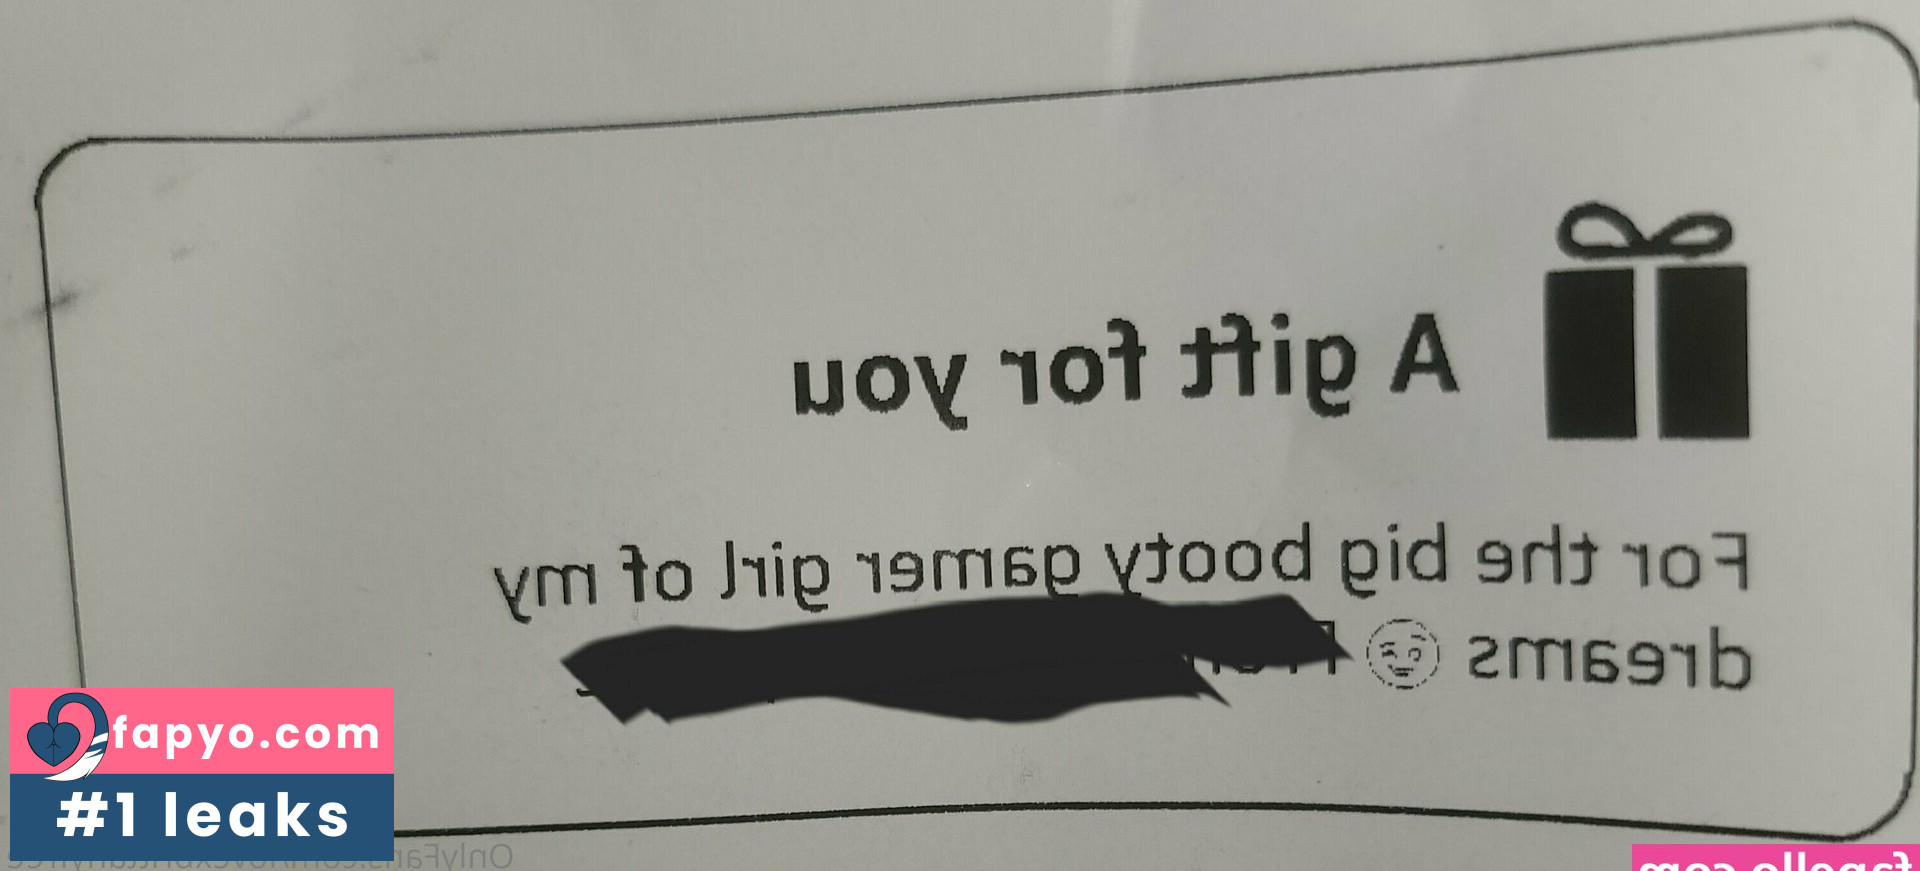 A gift for you
For the big booty gamer girl of my
dreams
fapyo.com
#1 leaks